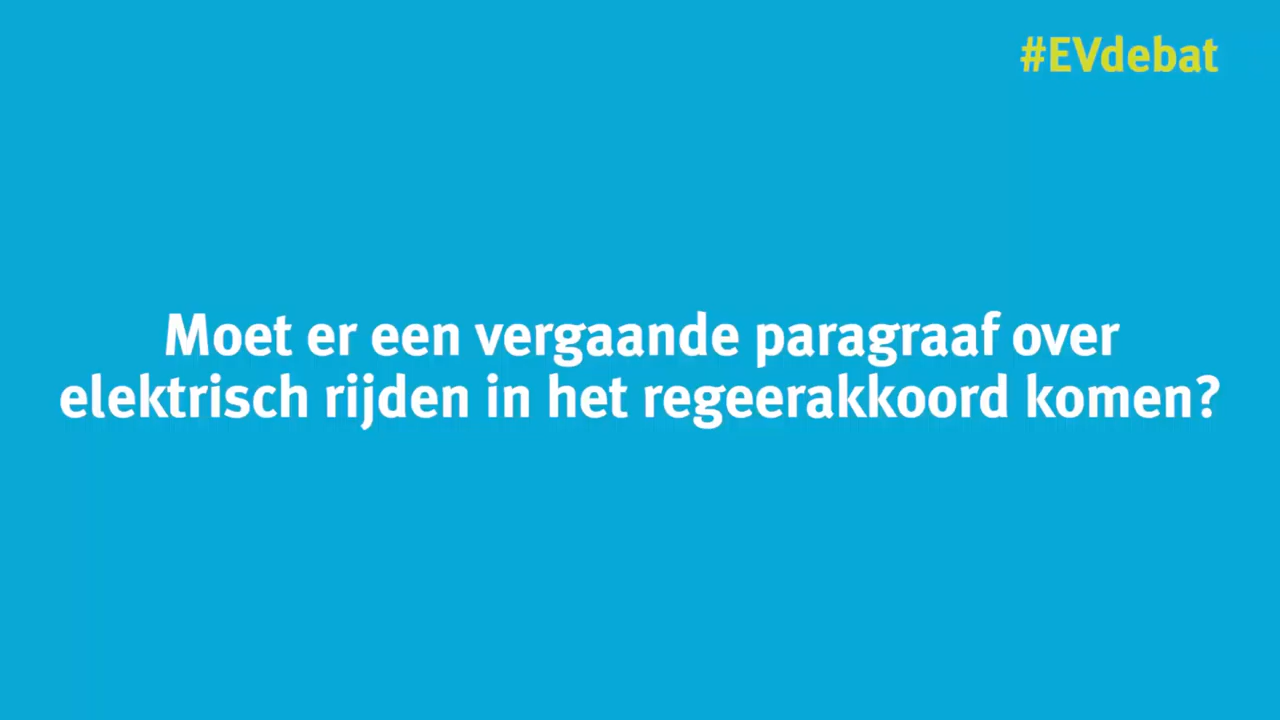 #EVdebat
Moet er een vergaande paragraaf over
elektrisch rijden in het regeerakkoord komen?